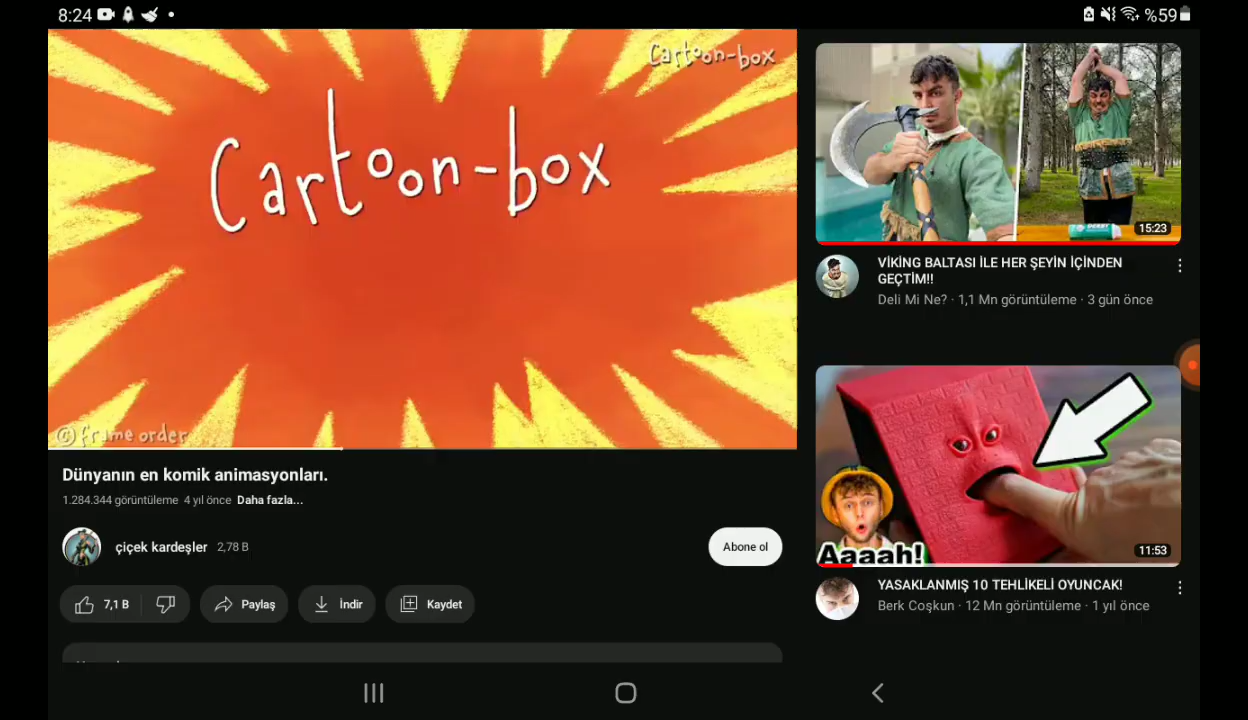 8:24
%59
Cartoon-box
Cartoon-box
©frame order
Dünyanın en komik animasyonları.
1.284.344 görüntüleme 4 yıl önce Daha fazla...
çiçek kardeşler 2,78 B
Abone ol
7,1 B
Paylaş
İndir
Kaydet
15:23
VİKİNG BALTASI İLE HER ŞEYİN İÇİNDEN
GEÇTİM!!
Deli Mi Ne? · 1,1 Mn görüntüleme · 3 gün önce
Aaaah!
11:53
YASAKLANMIŞ 10 TEHLİKELİ OYUNCAK!
Berk Coşkun · 12 Mn görüntüleme · 1 yıl önce